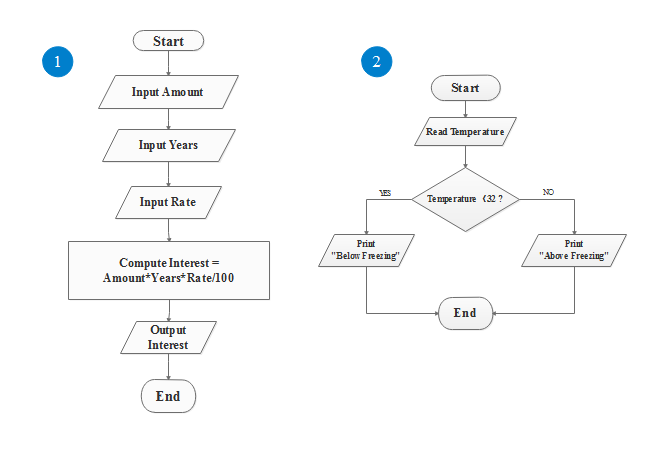 1
Start
Input Amount
Input Years
Input Rate
Compute Interest =
Amount*Years*Rate/100
Output
Interest
End
2
Start
Read Temperature
Temperature <32 ?
YES
NO
Print
"Below Freezing"
Print
"Above Freezing"
End